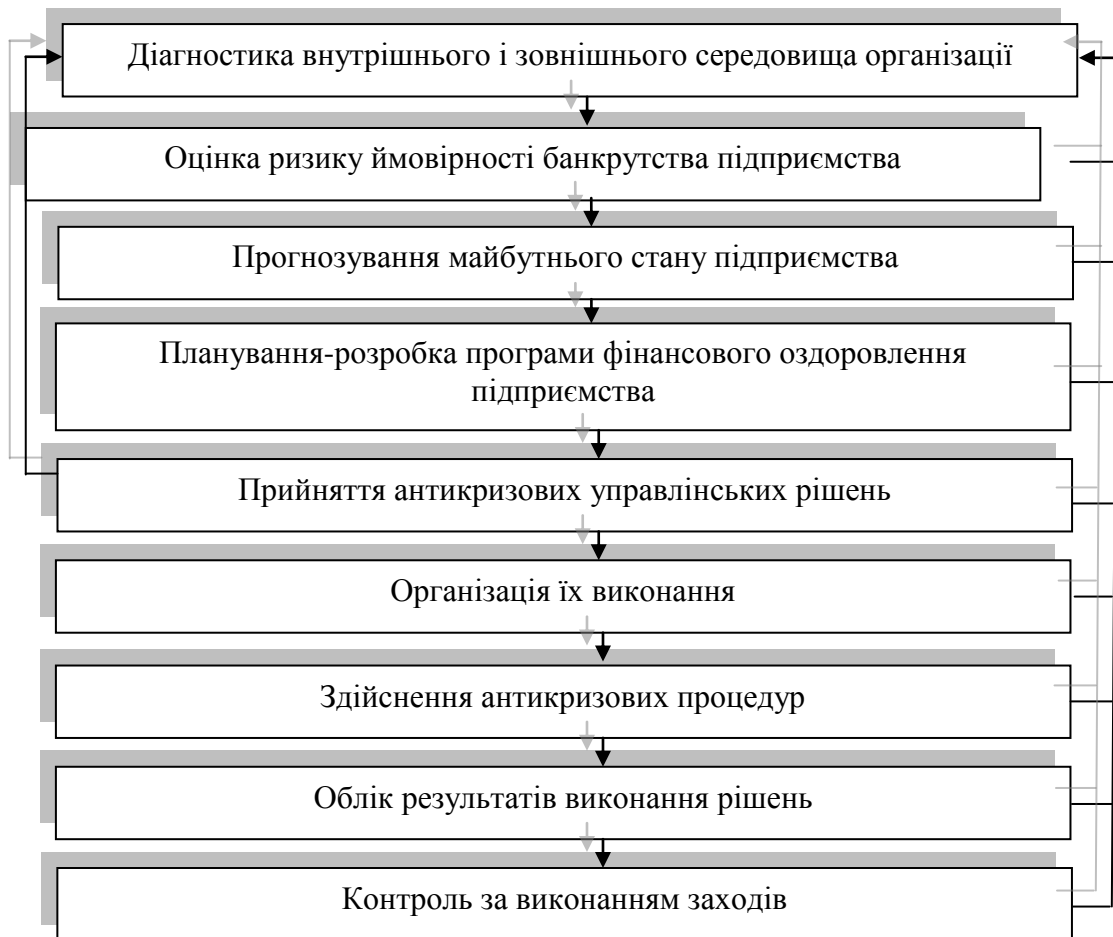 Діагностика внутрішнього і зовнішнього середовища організації
Оцінка ризику ймовірності банкрутства підприємства
Прогнозування майбутнього стану підприємства
Планування-розробка програми фінансового оздоровлення
підприємства
Прийняття антикризових управлінських рішень
Організація їх виконання
Здійснення антикризових процедур
Облік результатів виконання рішень
Контроль за виконанням заходів